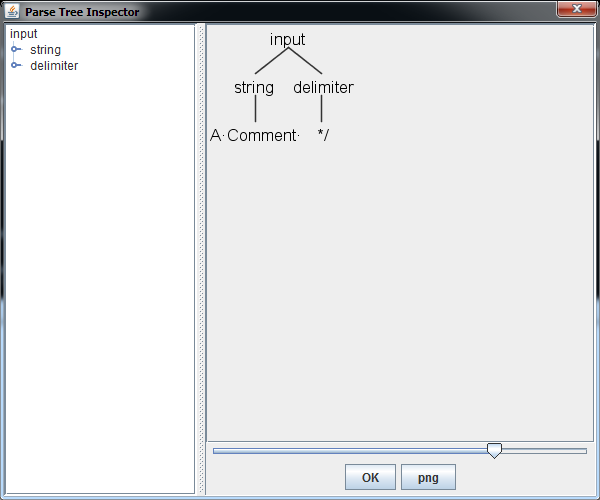 Parse Tree Inspector
input
string
delimiter
input
string delimiter
A·Comment· */
OK png